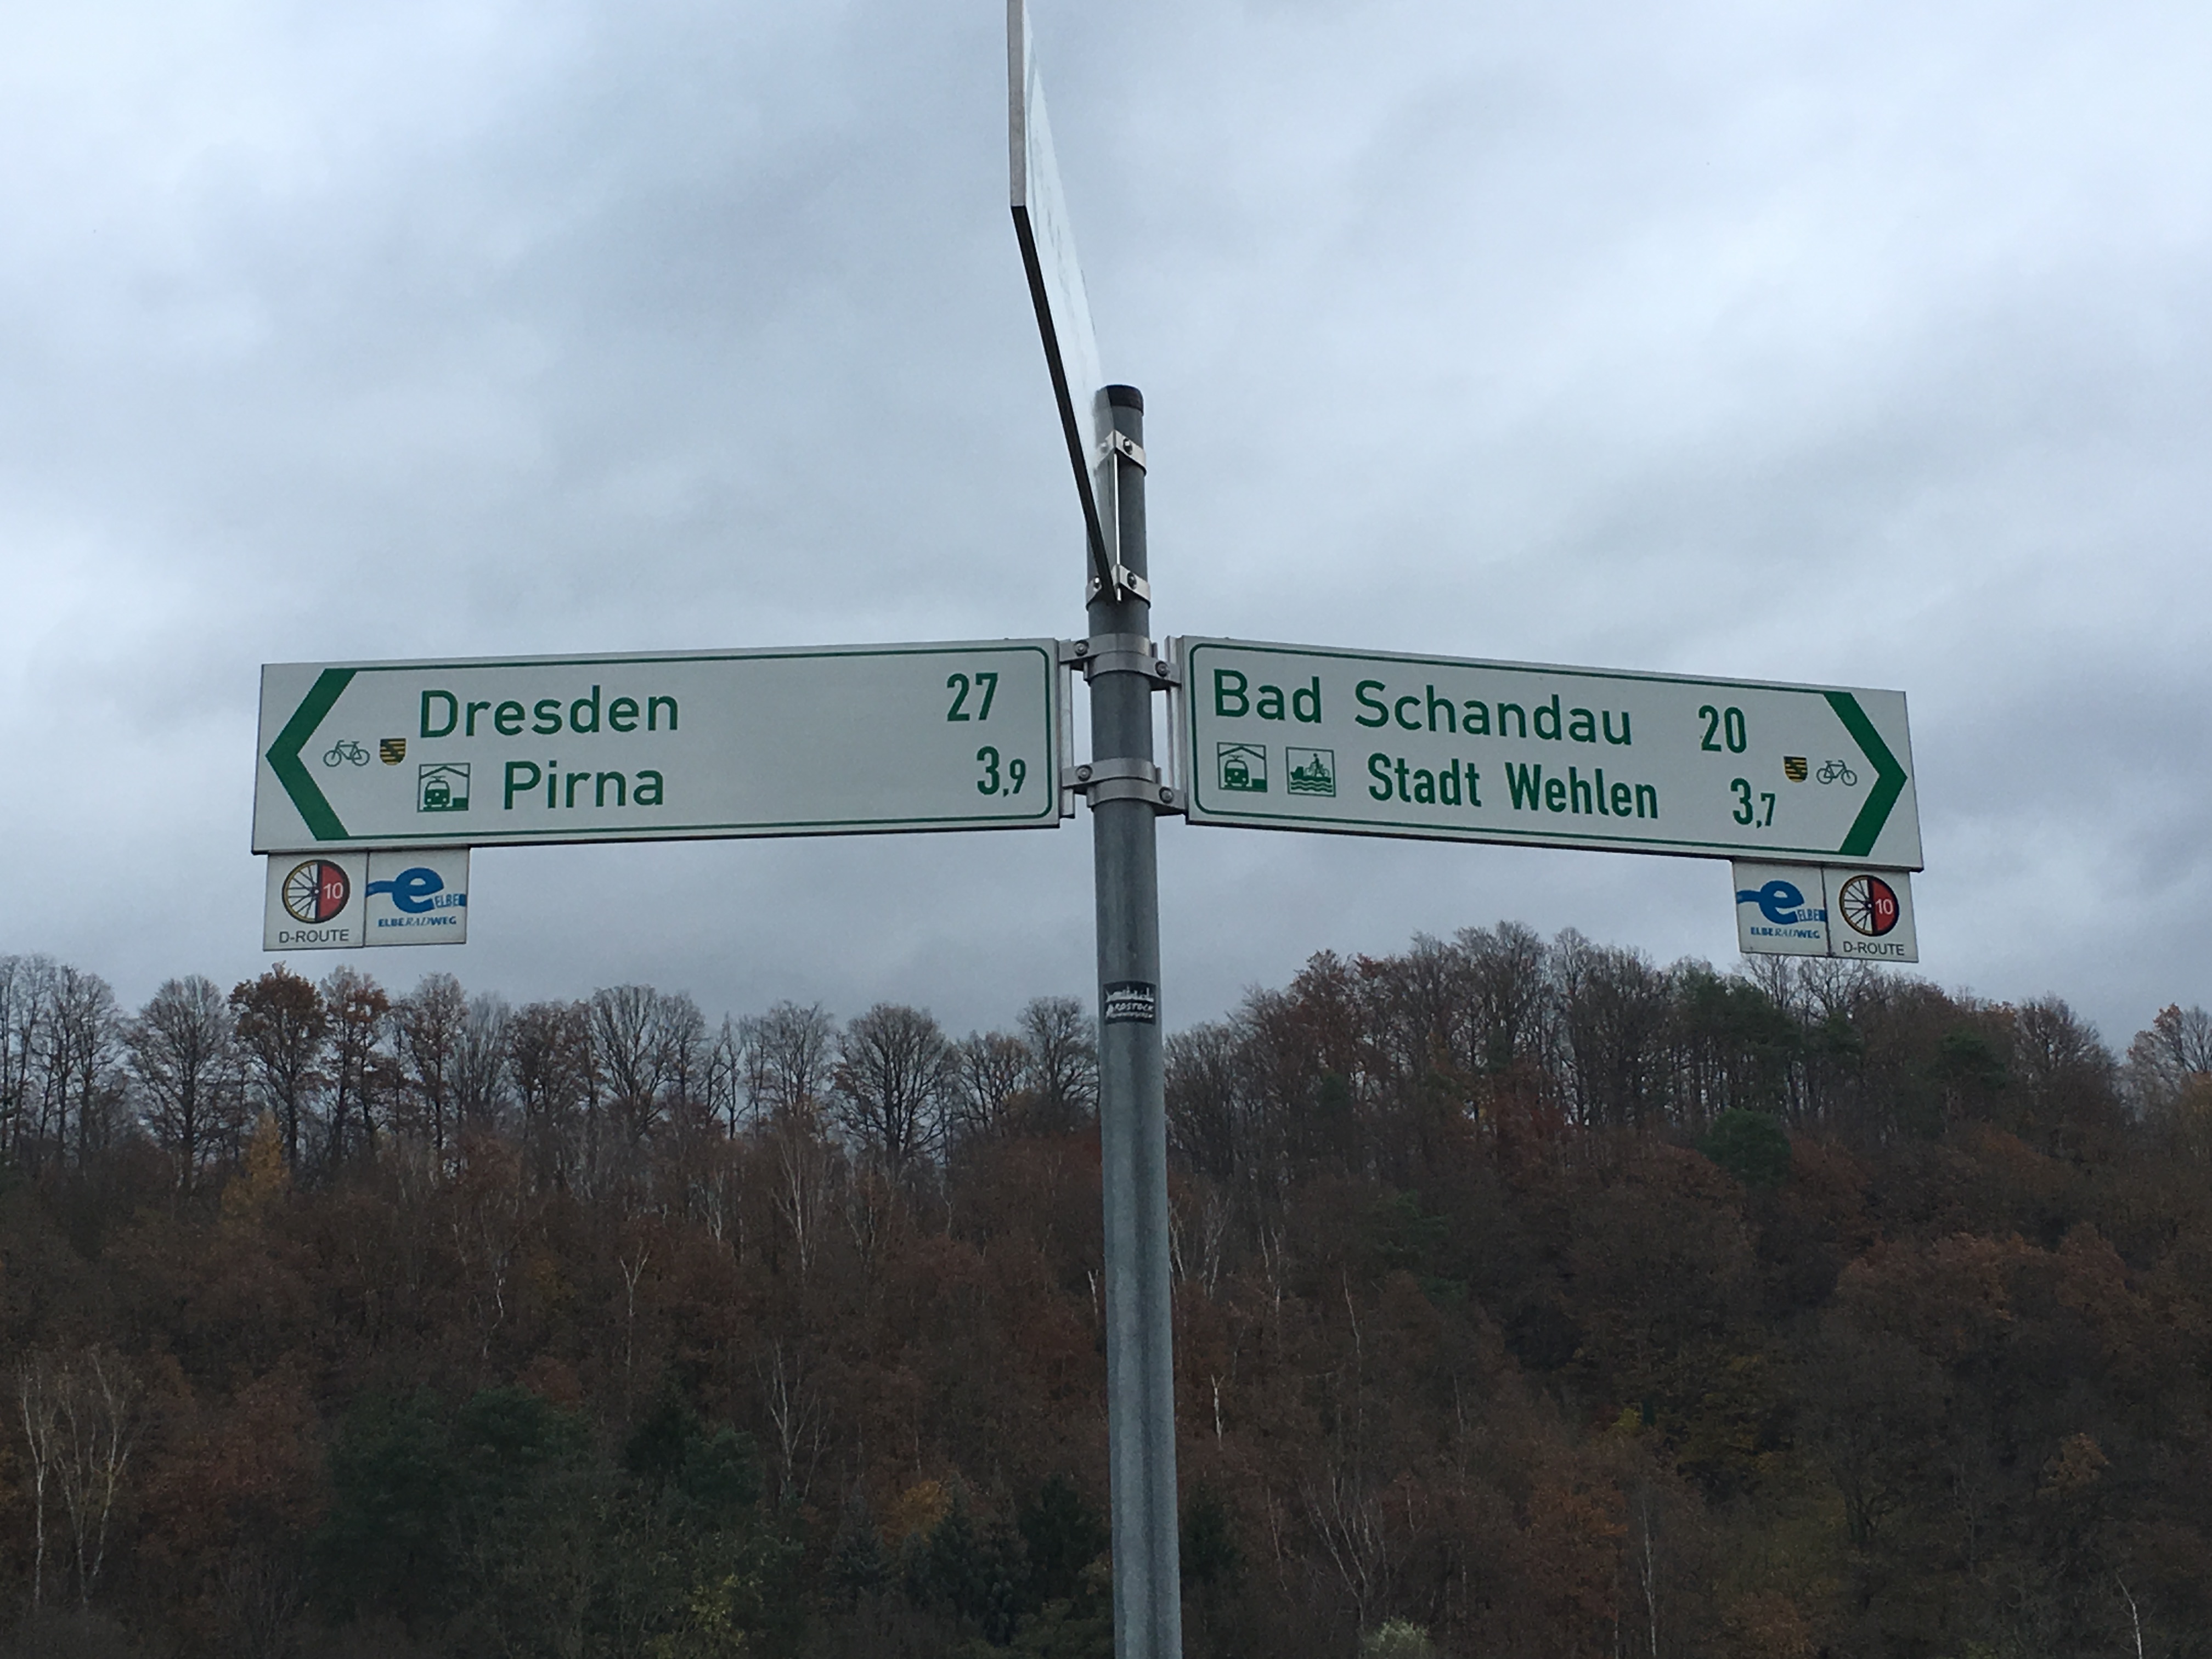 Dresden 27
Pirna 3,9
10
D-ROUTE
ELBE
ELBERADWEG
Bad Schandau 20
Stadt Wehlen 3,7
ELBE
ELBERADWEG
10
D-ROUTE
ROSTOCK